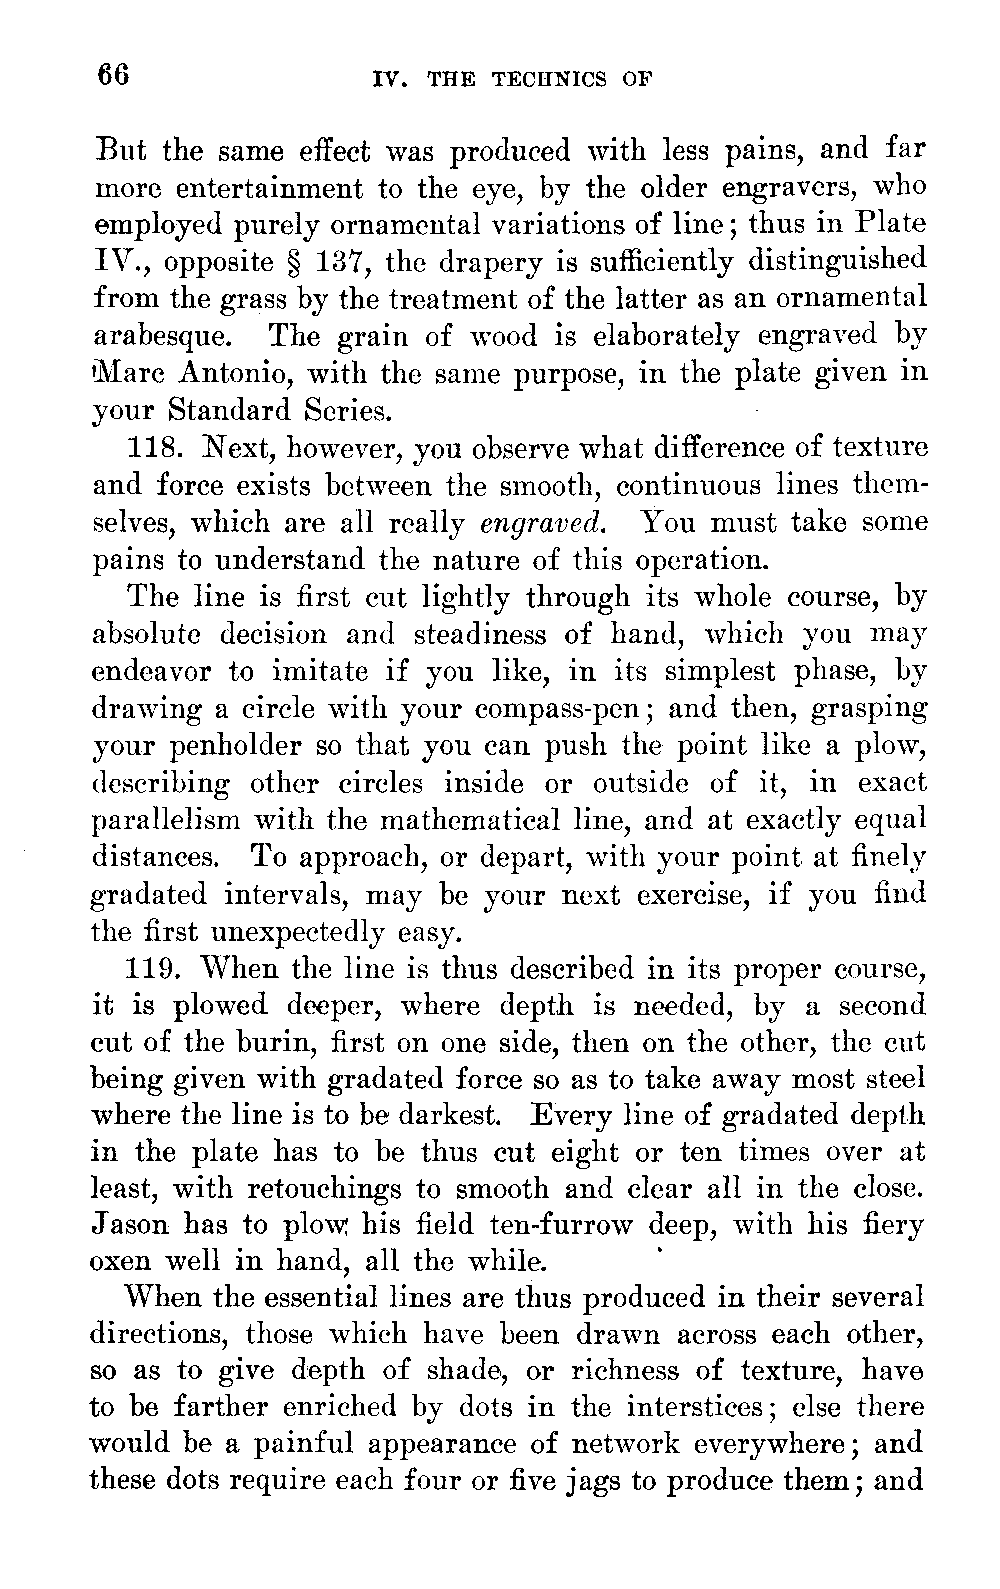 66 IV. THE TECHNICS OF
But the same effect was produced with less pains, and far
more entertainment to the eye, by the older engravers, who
employed purely ornamental variations of line; thus in Plate
IV., opposite § 137, the drapery is sufficiently distinguished
from the grass by the treatment of the latter as an ornamental
arabesque. The grain of wood is elaborately engraved by
Marc Antonio, with the same purpose, in the plate given in
your Standard Series.
118. Next, however, you observe what difference of texture
and force exists between the smooth, continuous lines them-
selves, which are all really engraved. You must take some
pains to understand the nature of this operation.
The line is first cut lightly through its whole course, by
absolute decision and steadiness of hand, which you may
endeavor to imitate if you like, in its simplest phase, by
drawing a circle with your compass-pen; and then, grasping
your penholder so that you can push the point like a plow,
describing other circles inside or outside of it, in exact
parallelism with the mathematical line, and at exactly equal
distances. To approach, or depart, with your point at finely
gradated intervals, may be your next exercise, if you find
the first unexpectedly easy.
119. When the line is thus described in its proper course,
it is plowed deeper, where depth is needed, by a second
cut of the burin, first on one side, then on the other, the cut
being given with gradated force so as to take away most steel
where the line is to be darkest. Every line of gradated depth
in the plate has to be thus cut eight or ten times over at
least, with retouchings to smooth and clear all in the close.
Jason has to plow his field ten-furrow deep, with his fiery
oxen well in hand, all the while.
When the essential lines are thus produced in their several
directions, those which have been drawn across each other,
so as to give depth of shade, or richness of texture, have
to be farther enriched by dots in the interstices; else there
would be a painful appearance of network everywhere; and
these dots require each four or five jags to produce them; and